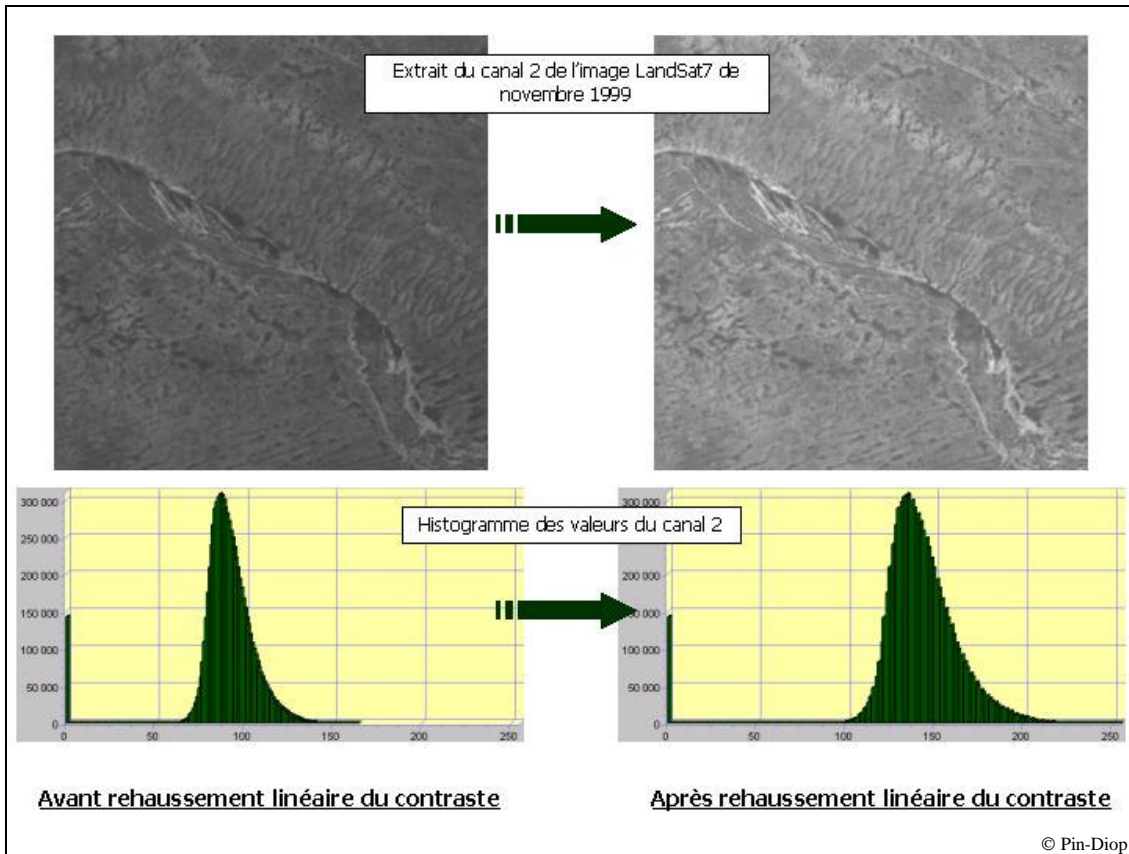 Extrait du canal 2 de l'image LandSat7 de
novembre 1999
300 000
250 000
200 000
150 000
100 000
50 000
0
0 50 100 150 200 250
Histogramme des valeurs du canal 2
300 000
250 000
200 000
150 000
100 000
50 000
0
0 50 100 150 200 250
Avant rehaussement linéaire du contraste
Après rehaussement linéaire du contraste
© Pin-Diop